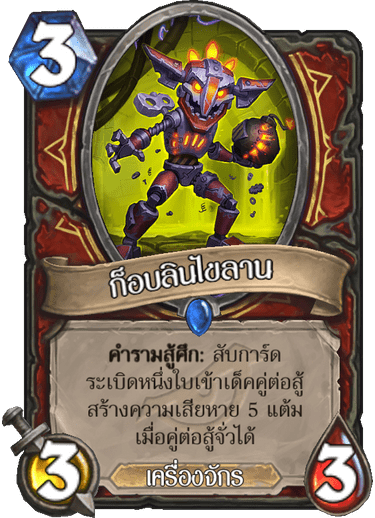 3
ก็อบลินไขลาน
คำรามสู้ศึก: สับการ์ด
ระเบิดหนึ่งใบเข้าเด็คคู่ต่อสู้
สร้างความเสียหาย 5 แต้ม
เมื่อคู่ต่อสู้จั่วได้
3
เครื่องจักร
3